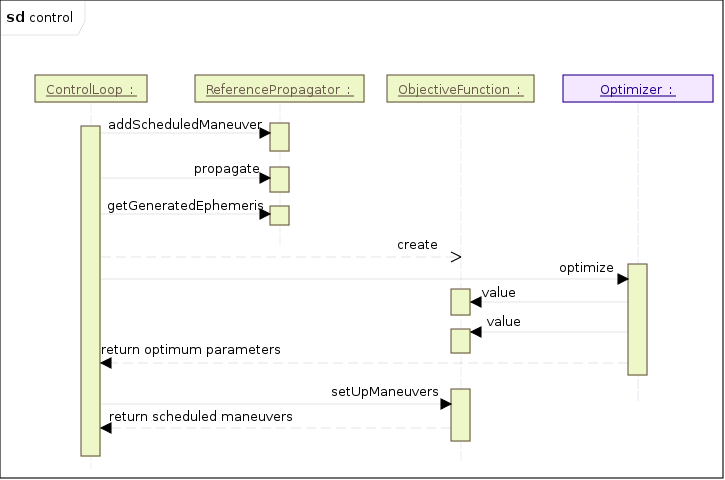 sd control
ControlLoop :
ReferencePropagator :
ObjectiveFunction :
Optimizer :
addScheduledManeuver
propagate
getGeneratedEphemeris
create
optimize
value
value
return optimum parameters
setUpManeuvers
return scheduled maneuvers